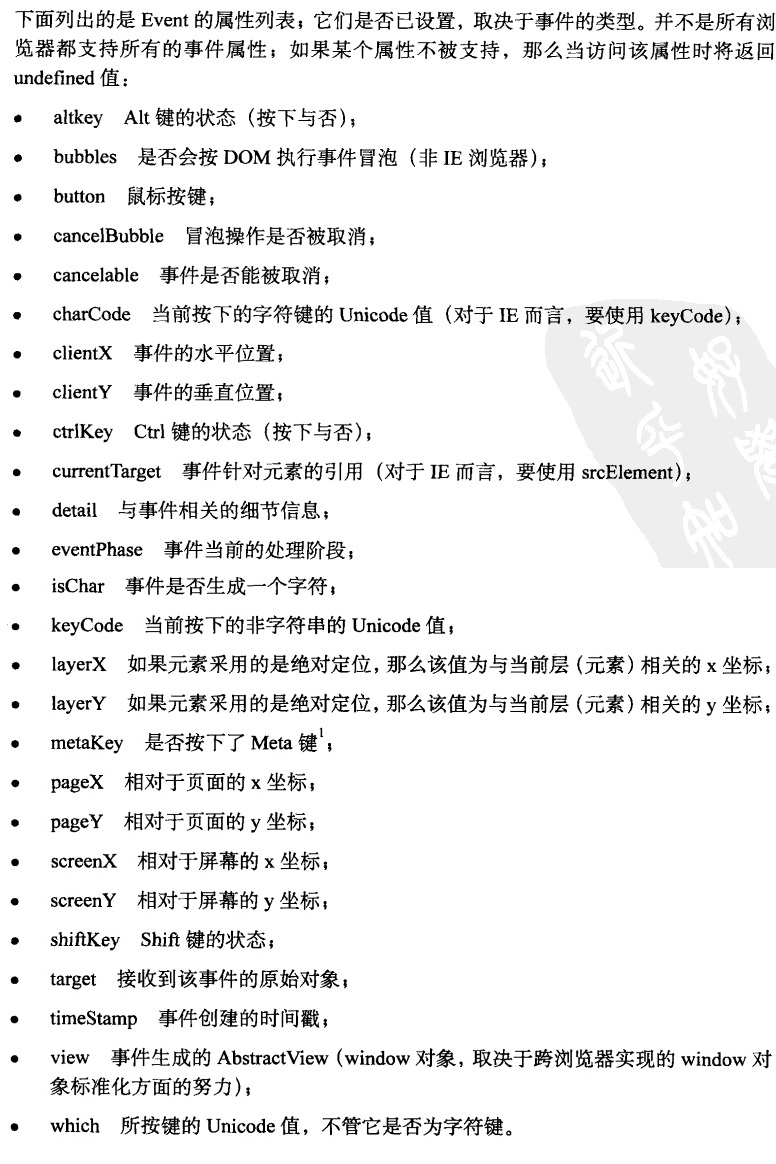 下面列出的是 Event 的属性列表；它们是否已设置，取决于事件的类型。并不是所有浏
览器都支持所有的事件属性；如果某个属性不被支持，那么当访问该属性时将返回
undefined 值：
• altkey Alt 键的状态（按下与否）；
• bubbles 是否会按 DOM 执行事件冒泡（非 IE 浏览器）；
• button 鼠标按键；
• cancelBubble 冒泡操作是否被取消；
• cancelable 事件是否能被取消；
• charCode 当前按下的字符键的 Unicode 值（对于 IE 而言，要使用 keyCode）；
• clientX 事件的水平位置；
• clientY 事件的垂直位置；
• ctrlKey Ctrl 键的状态（按下与否）；
• currentTarget 事件针对元素的引用（对于 IE 而言，要使用 srcElement）；
• detail 与事件相关的细节信息；
• eventPhase 事件当前的处理阶段；
• isChar 事件是否生成一个字符；
• keyCode 当前按下的非字符串的 Unicode 值；
• layerX 如果元素采用的是绝对定位，那么该值为与当前层（元素）相关的 x 坐标；
• layerY 如果元素采用的是绝对定位，那么该值为与当前层（元素）相关的 y 坐标；
• metaKey 是否按下了 Meta 键1；
• pageX 相对于页面的 x 坐标；
• pageY 相对于页面的 y 坐标；
• screenX 相对于屏幕的 x 坐标；
• screenY 相对于屏幕的 y 坐标；
• shiftKey Shift 键的状态；
• target 接收到该事件的原始对象；
• timeStamp 事件创建的时间戳；
• view 事件生成的 AbstractView（window 对象，取决于跨浏览器实现的 window 对
象标准化方面的努力）；
• which 所按键的 Unicode 值，不管它是否为字符键。